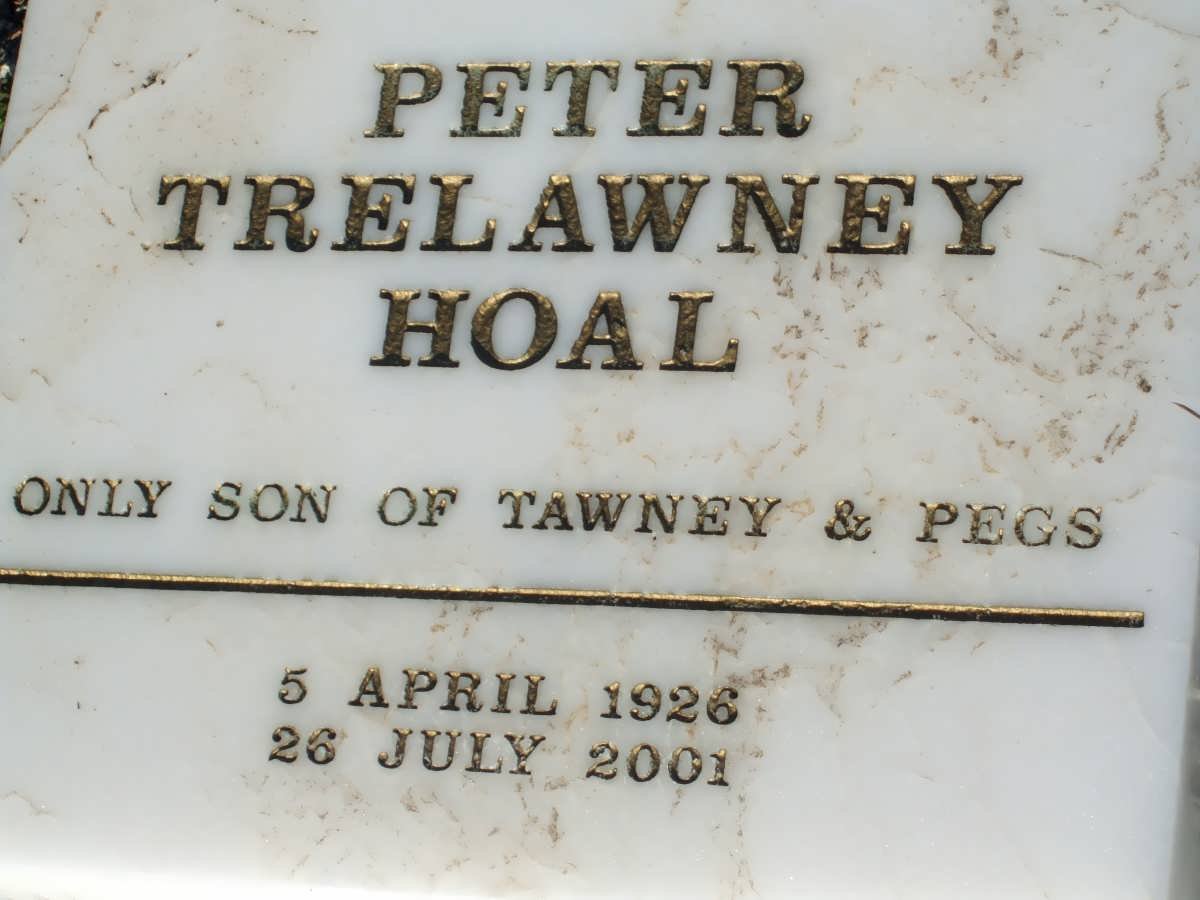 PETER
TRELAWNEY
HOAL
ONLY SON OF TAWNEY & PEGS
5 APRIL 1926
26 JULY 2001